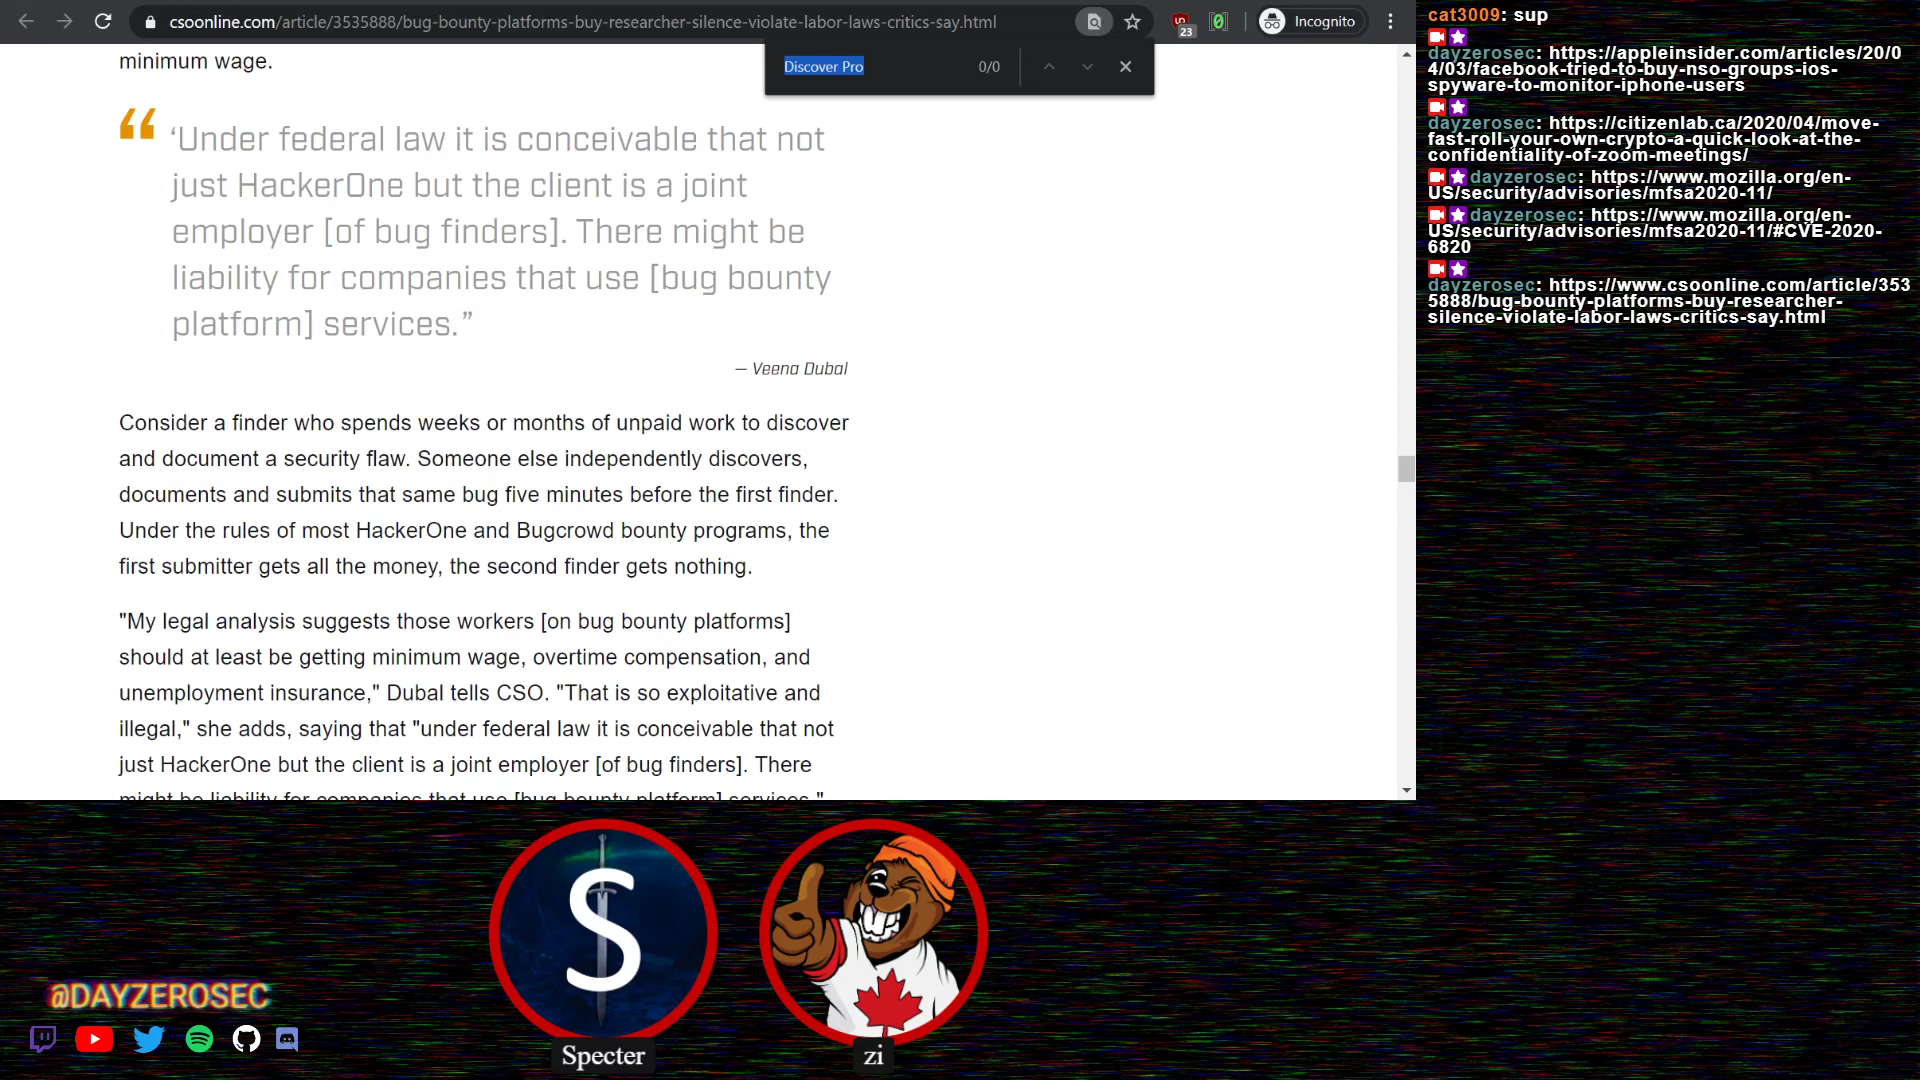 csoonline.com/article/3535888/bug-bounty-platforms-buy-researcher-silence-violate-labor-laws-critics-say.html
23
Incognito
Discover Pro
0/0
minimum wage.
“
‘Under federal law it is conceivable that not
just HackerOne but the client is a joint
employer [of bug finders]. There might be
liability for companies that use [bug bounty
platform] services.”
— Veena Dubal
Consider a finder who spends weeks or months of unpaid work to discover
and document a security flaw. Someone else independently discovers,
documents and submits that same bug five minutes before the first finder.
Under the rules of most HackerOne and Bugcrowd bounty programs, the
first submitter gets all the money, the second finder gets nothing.
"My legal analysis suggests those workers [on bug bounty platforms]
should at least be getting minimum wage, overtime compensation, and
unemployment insurance," Dubal tells CSO. "That is so exploitative and
illegal," she adds, saying that "under federal law it is conceivable that not
just HackerOne but the client is a joint employer [of bug finders]. There
might be liability for companies that use [bug bounty platform] services."
cat3009: sup
dayzerosec: https://appleinsider.com/articles/20/0
4/03/facebook-tried-to-buy-nso-groups-ios-
spyware-to-monitor-iphone-users
dayzerosec: https://citizenlab.ca/2020/04/move-
fast-roll-your-own-crypto-a-quick-look-at-the-
confidentiality-of-zoom-meetings/
dayzerosec: https://www.mozilla.org/en-
US/security/advisories/mfsa2020-11/
dayzerosec: https://www.mozilla.org/en-
US/security/advisories/mfsa2020-11/#CVE-2020-
6820
dayzerosec: https://www.csoonline.com/article/353
5888/bug-bounty-platforms-buy-researcher-
silence-violate-labor-laws-critics-say.html
S
@DAYZEROSEC
Specter
zi